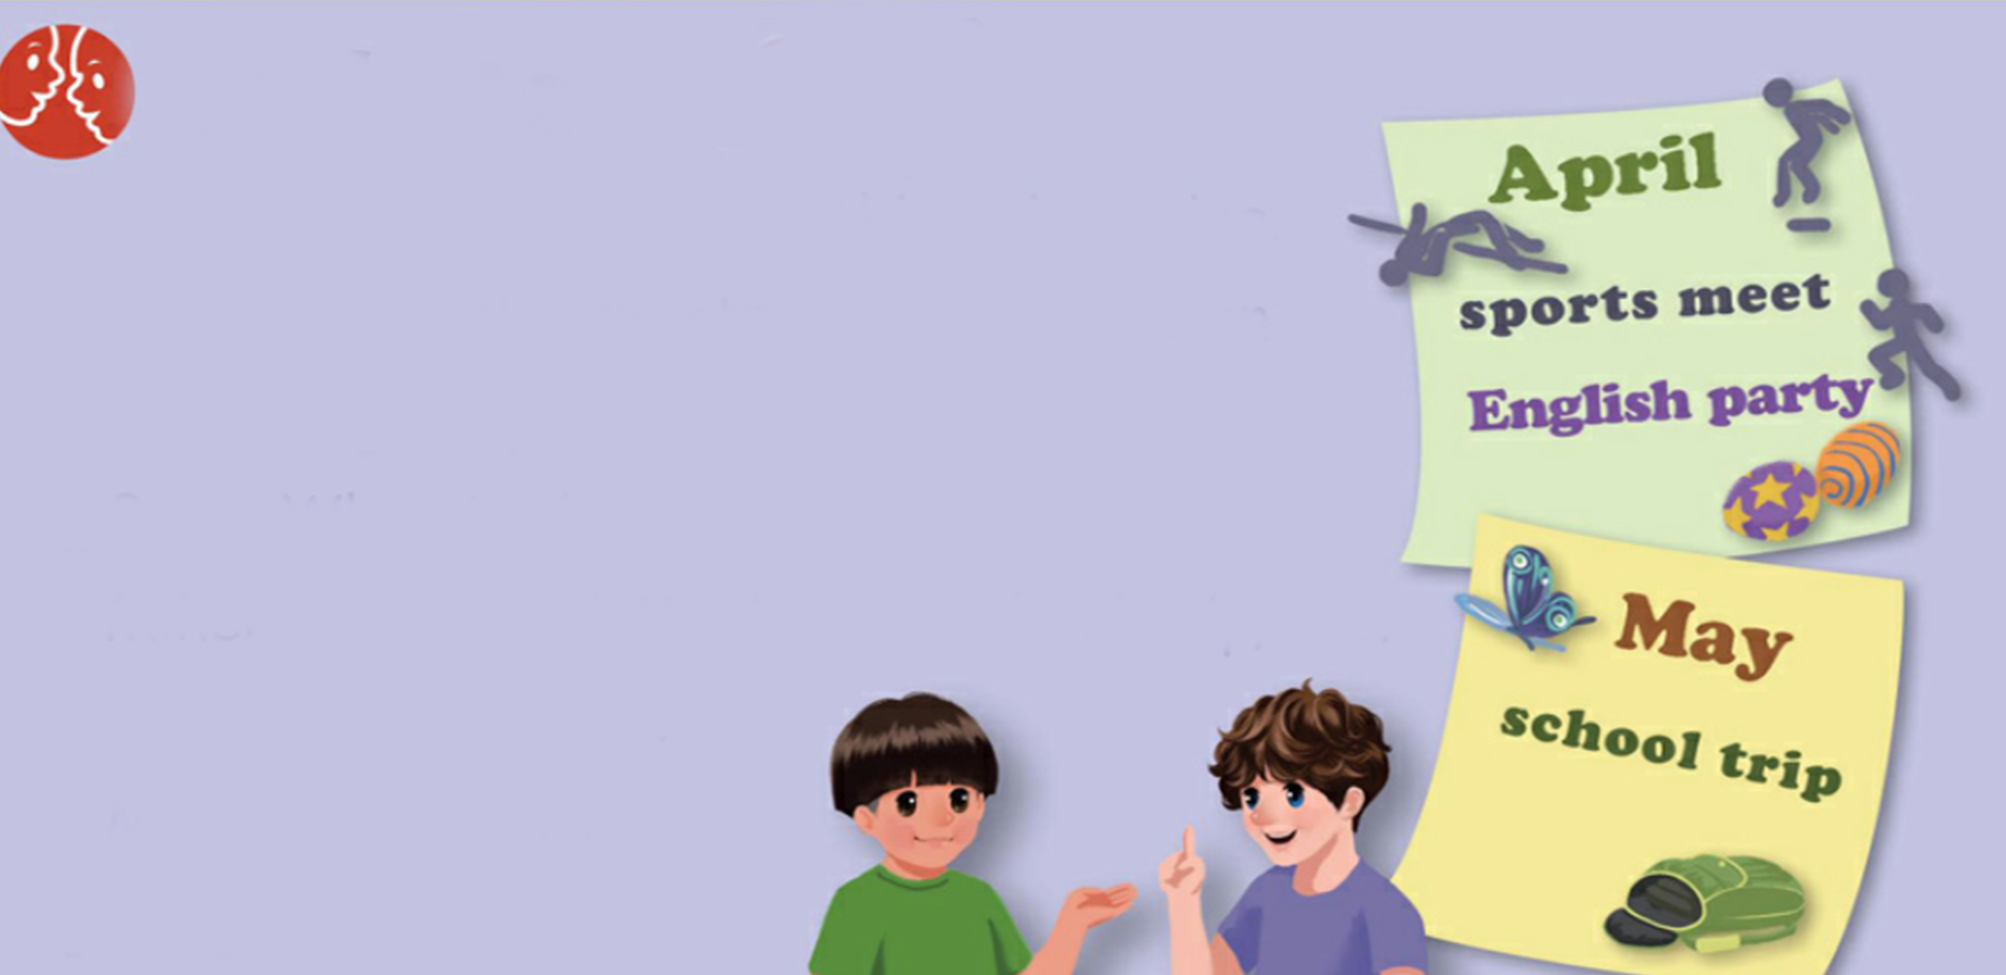 April
sports meet
English party
May
school trip